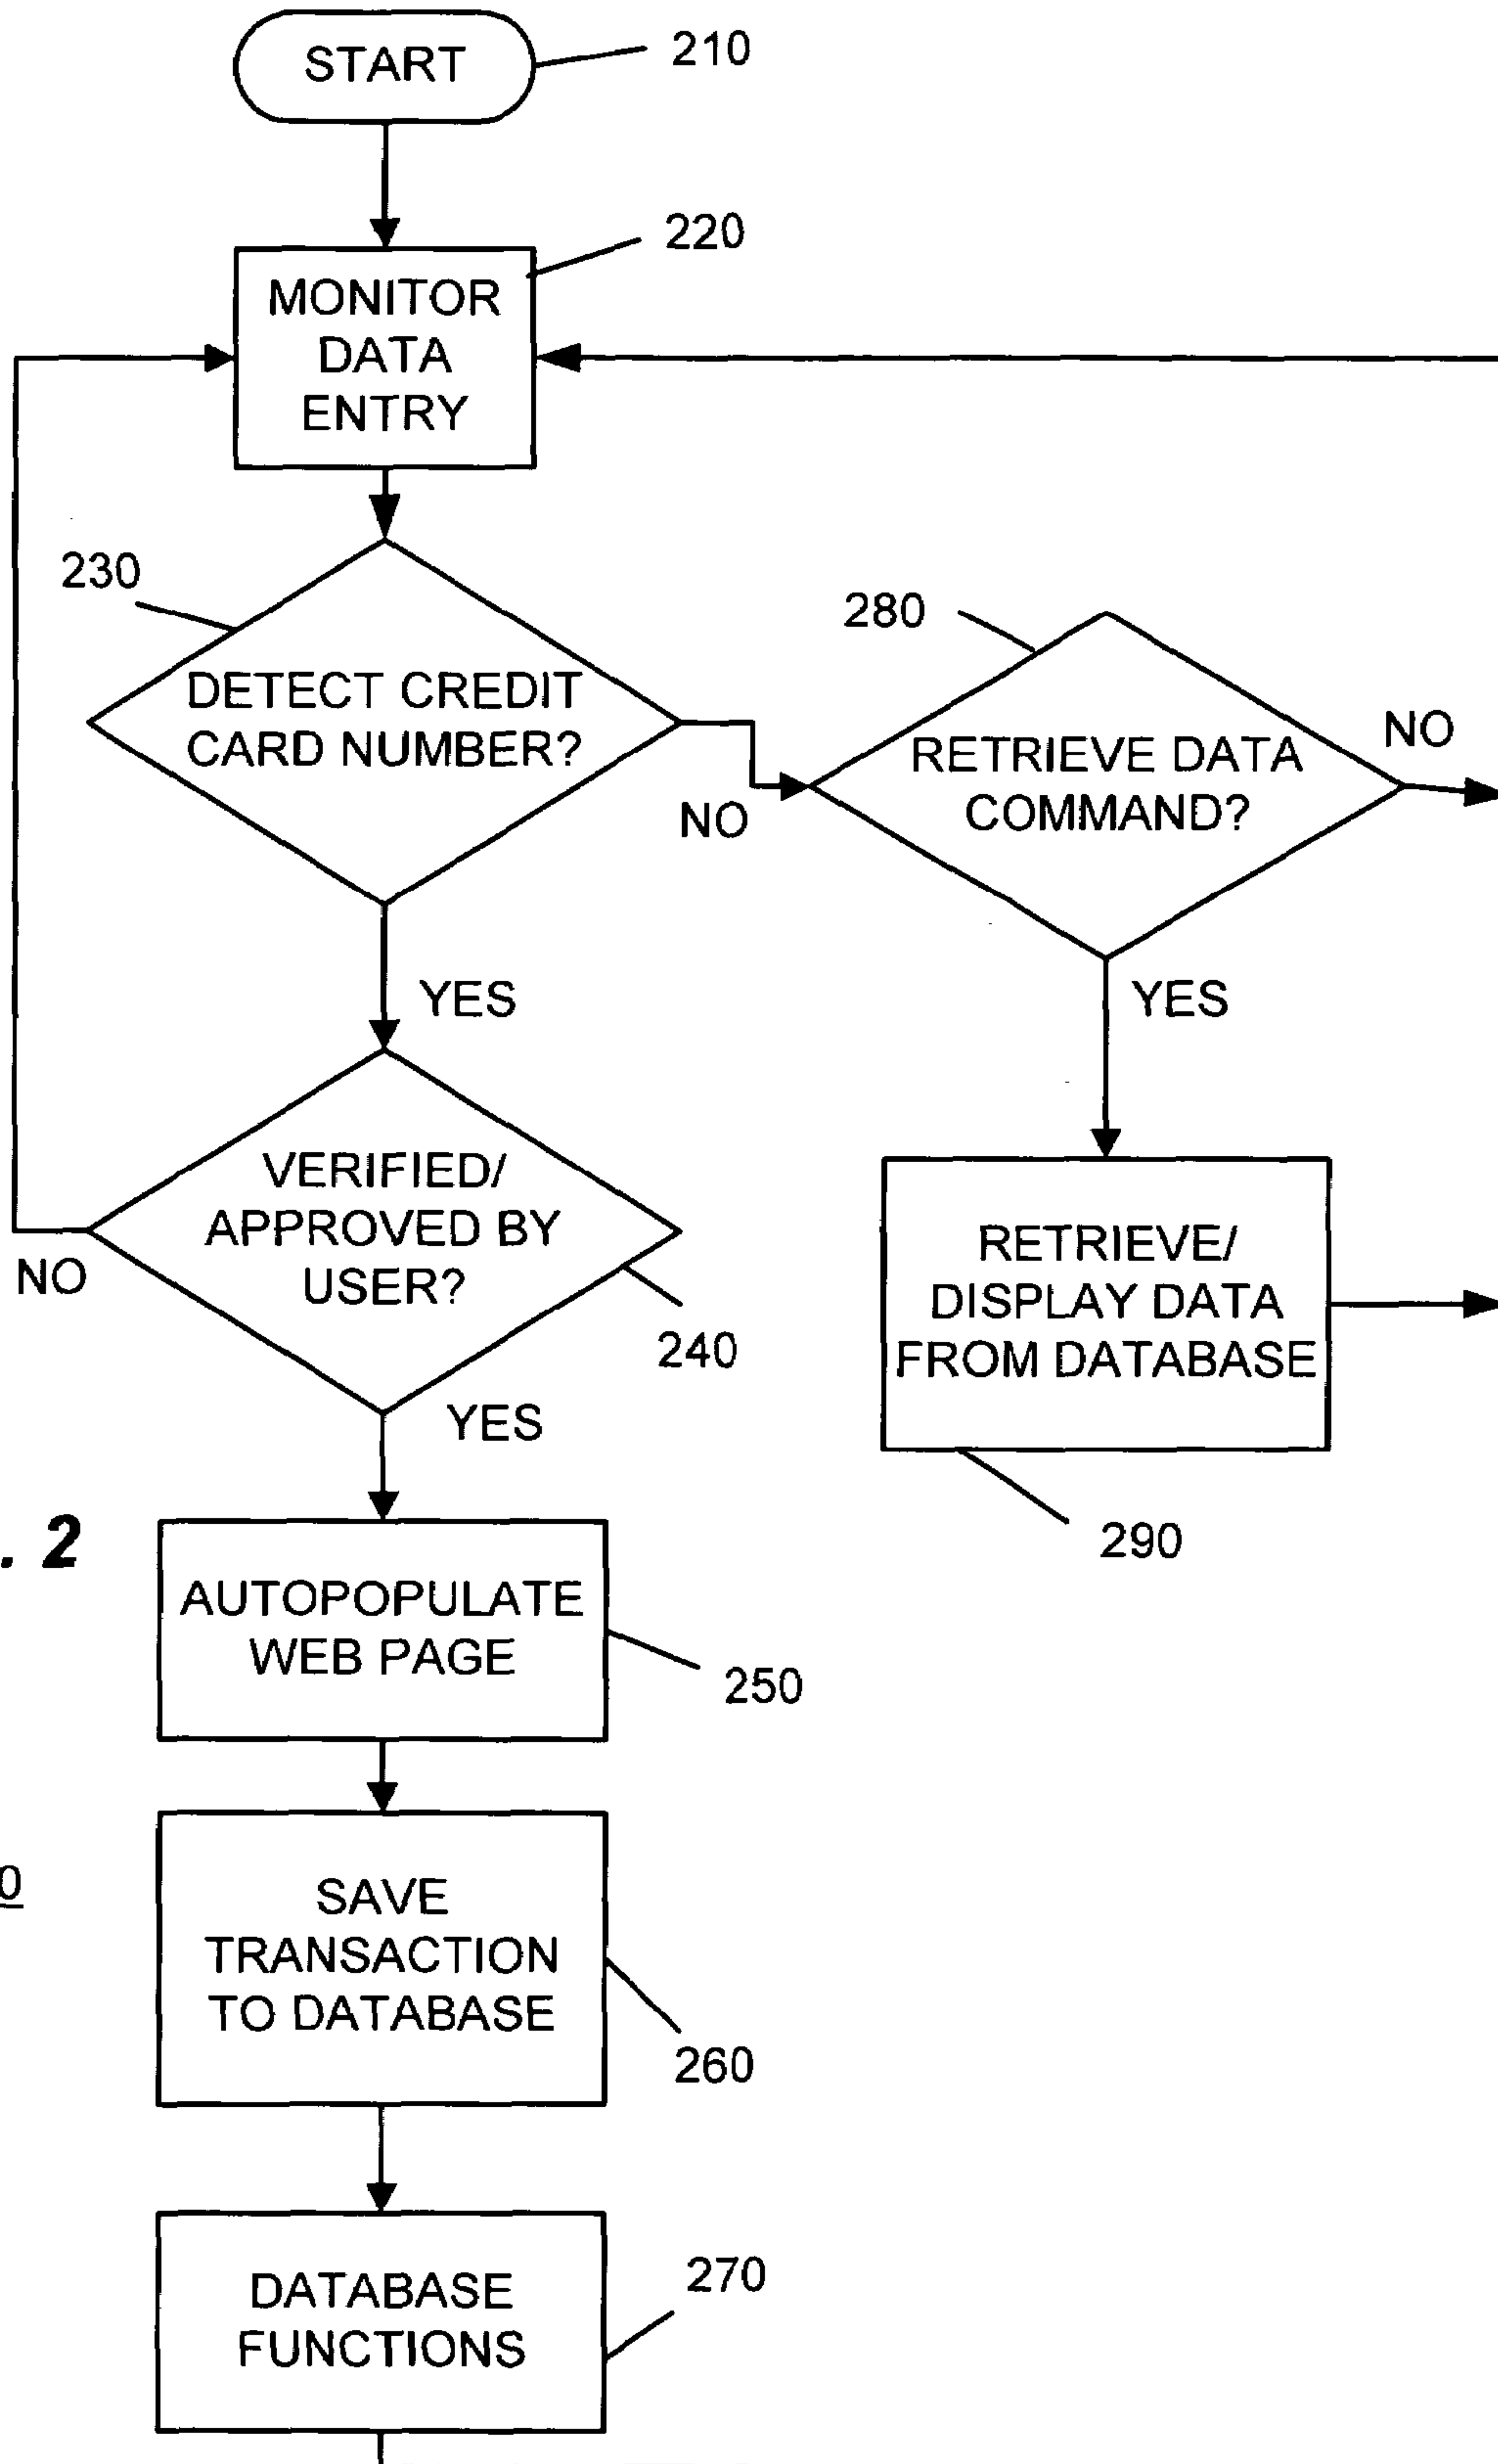 START
210
220
MONITOR
DATA
ENTRY
230
DETECT CREDIT
CARD NUMBER?
NO
280
RETRIEVE DATA
COMMAND?
NO
YES
YES
VERIFIED/
APPROVED BY
USER?
NO
240
YES
RETRIEVE/
DISPLAY DATA
FROM DATABASE
290
. 2
AUTOPOPULATE
WEB PAGE
250
0
SAVE
TRANSACTION
TO DATABASE
260
DATABASE
FUNCTIONS
270